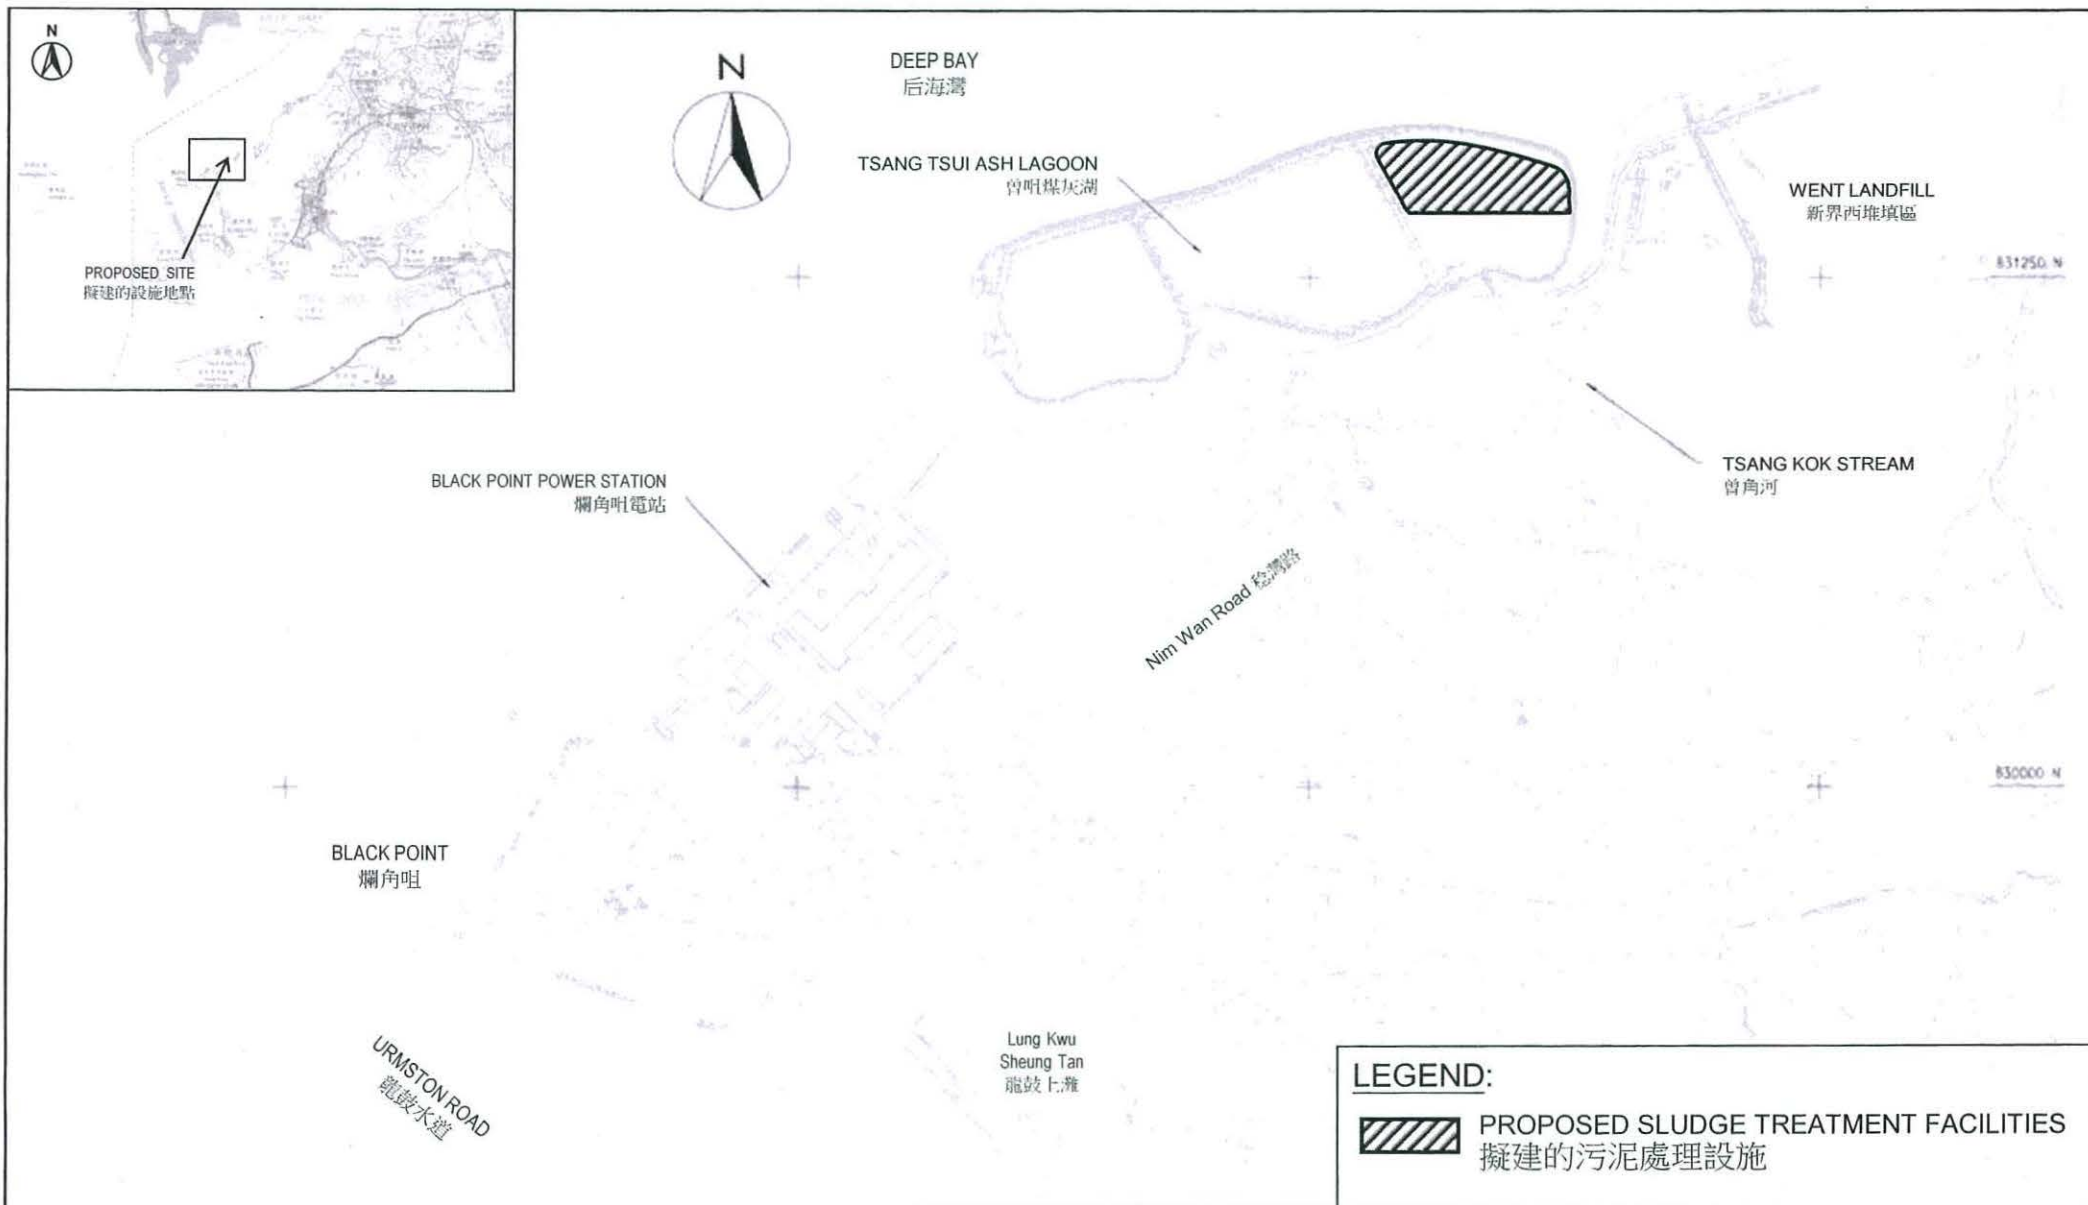 N
PROPOSED SITE
擬建的設施地點
N
DEEP BAY
后海灣
TSANG TSUI ASH LAGOON
曾咀煤灰湖
WENT LANDFILL
新界西堆填區
831250 N
BLACK POINT POWER STATION
爛角咀電站
TSANG KOK STREAM
曾角河
Nim Wan Road 稔灣路
830000 N
BLACK POINT
爛角咀
URMSTON ROAD
龍鼓水道
Lung Kwu
Sheung Tan
龍鼓上灘
LEGEND:
PROPOSED SLUDGE TREATMENT FACILITIES
擬建的污泥處理設施